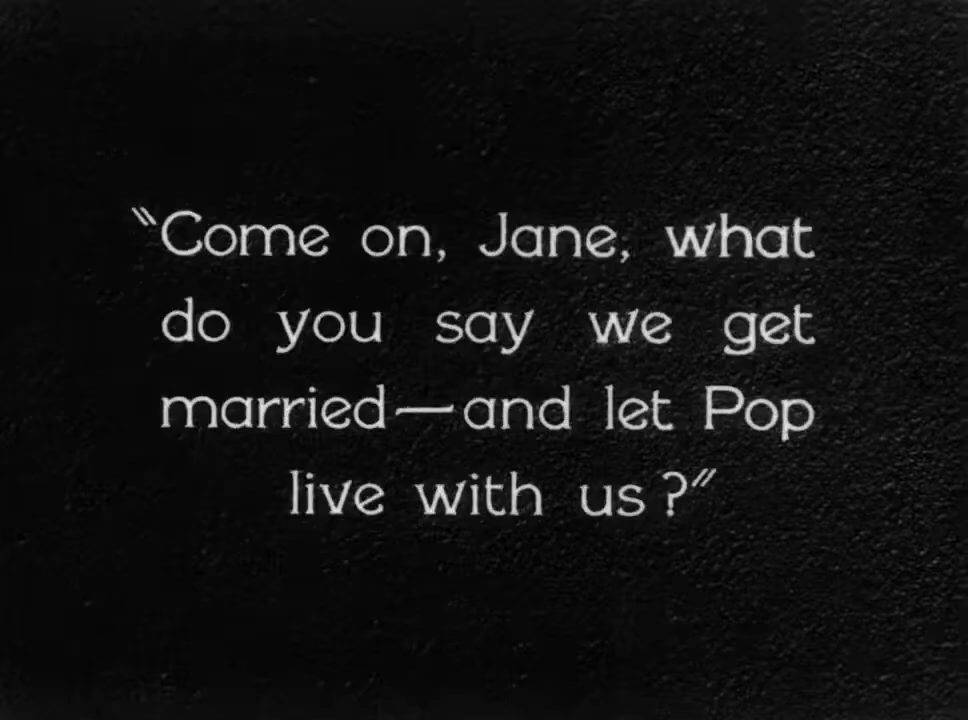 "Come on, Jane, what
do you say we get
married—and let Pop
live with us?"